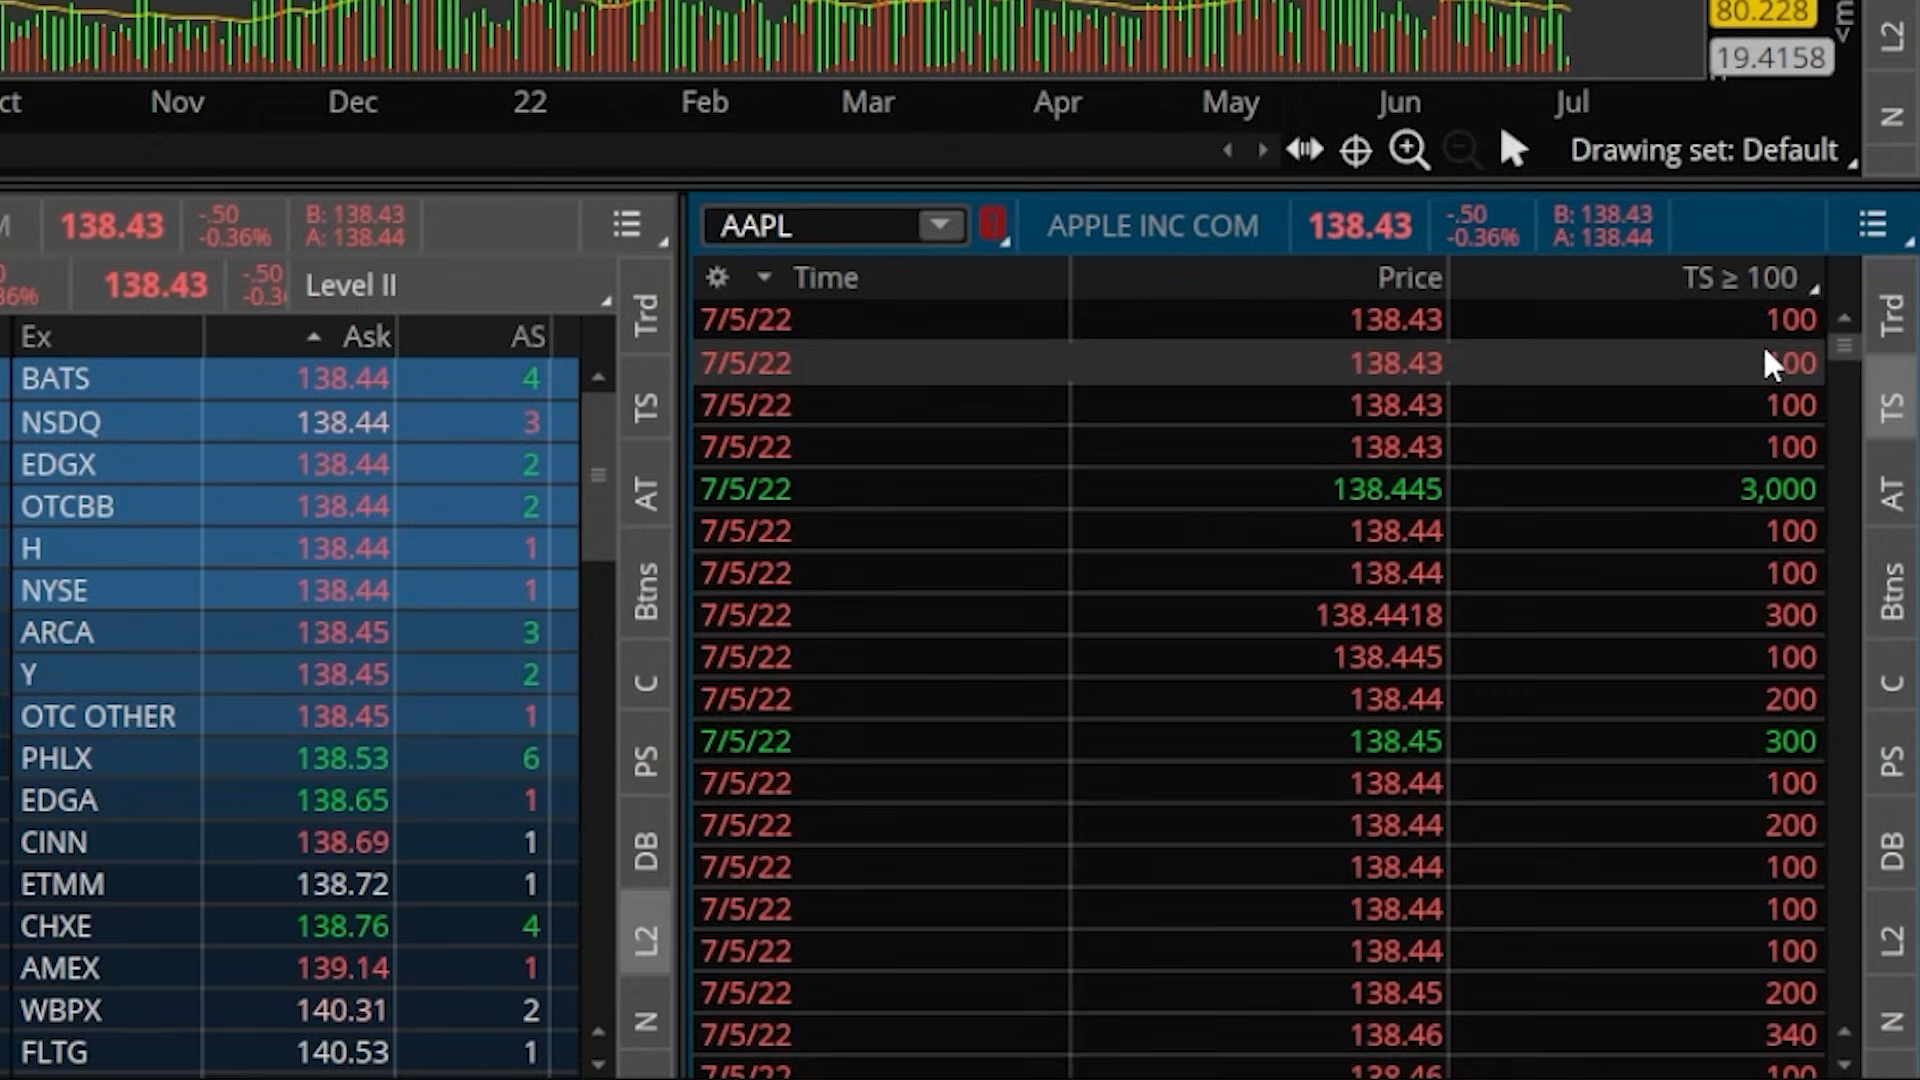 80.228
19.4158
ct Nov Dec 22 Feb Mar Apr May Jun Jul
Drawing set: Default
L2
N
138.43 -.50 -0.36% B: 138.43 A: 138.44
138.43 -.50 Level II
Ex Ask AS
BATS 138.44 4
NSDQ 138.44 3
EDGX 138.44 2
OTCBB 138.44 2
H 138.44 1
NYSE 138.44 1
ARCA 138.45 3
Y 138.45 2
OTC OTHER 138.45 1
PHLX 138.53 6
EDGA 138.65 1
CINN 138.69 1
ETMM 138.72 1
CHXE 138.76 4
AMEX 139.14 1
WBPX 140.31 2
FLTG 140.53 1
Trd
TS
AT
Btns
C
PS
DB
L2
N
AAPL APPLE INC COM 138.43 -.50 -0.36% B: 138.43 A: 138.44
Time Price TS ≥ 100
7/5/22 138.43 100
7/5/22 138.43 00
7/5/22 138.43 100
7/5/22 138.43 100
7/5/22 138.445 3,000
7/5/22 138.44 100
7/5/22 138.44 100
7/5/22 138.4418 300
7/5/22 138.445 100
7/5/22 138.44 200
7/5/22 138.45 300
7/5/22 138.44 100
7/5/22 138.44 200
7/5/22 138.44 100
7/5/22 138.44 100
7/5/22 138.44 100
7/5/22 138.45 200
7/5/22 138.46 340
7/5/22 138.46 100
Trd
TS
AT
Btns
C
PS
DB
L2
N